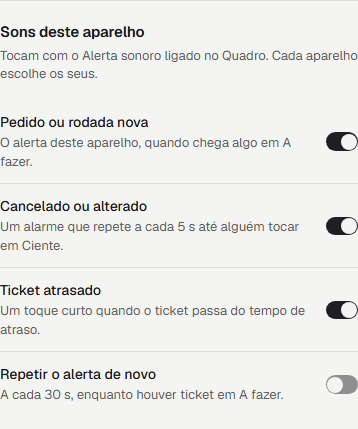 Sons deste aparelho
Tocam com o Alerta sonoro ligado no Quadro. Cada aparelho
escolhe os seus.
Pedido ou rodada nova
O alerta deste aparelho, quando chega algo em A
fazer.
Cancelado ou alterado
Um alarme que repete a cada 5 s até alguém tocar
em Ciente.
Ticket atrasado
Um toque curto quando o ticket passa do tempo de
atraso.
Repetir o alerta de novo
A cada 30 s, enquanto houver ticket em A fazer.